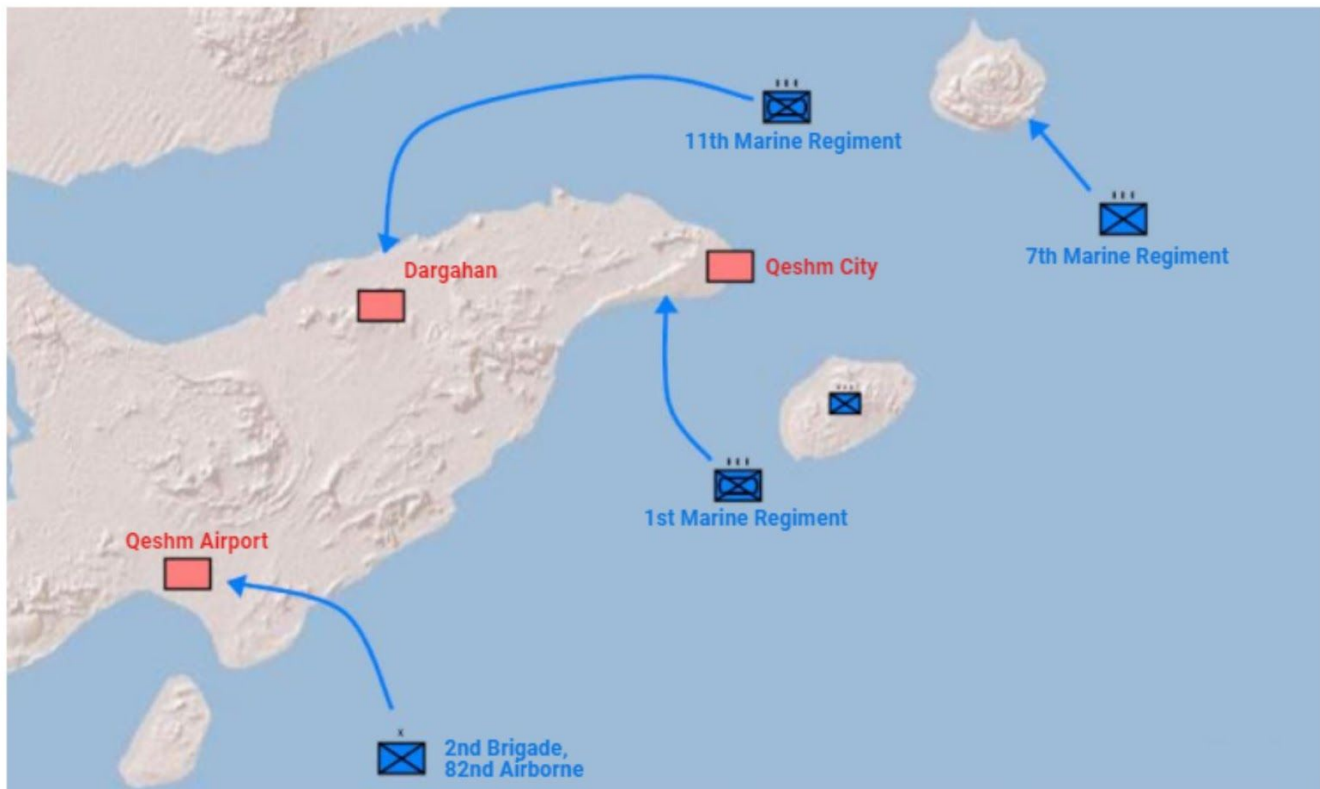 11th Marine Regiment
7th Marine Regiment
Dargahan
Qeshm City
1st Marine Regiment
Qeshm Airport
X
2nd Brigade,
82nd Airborne